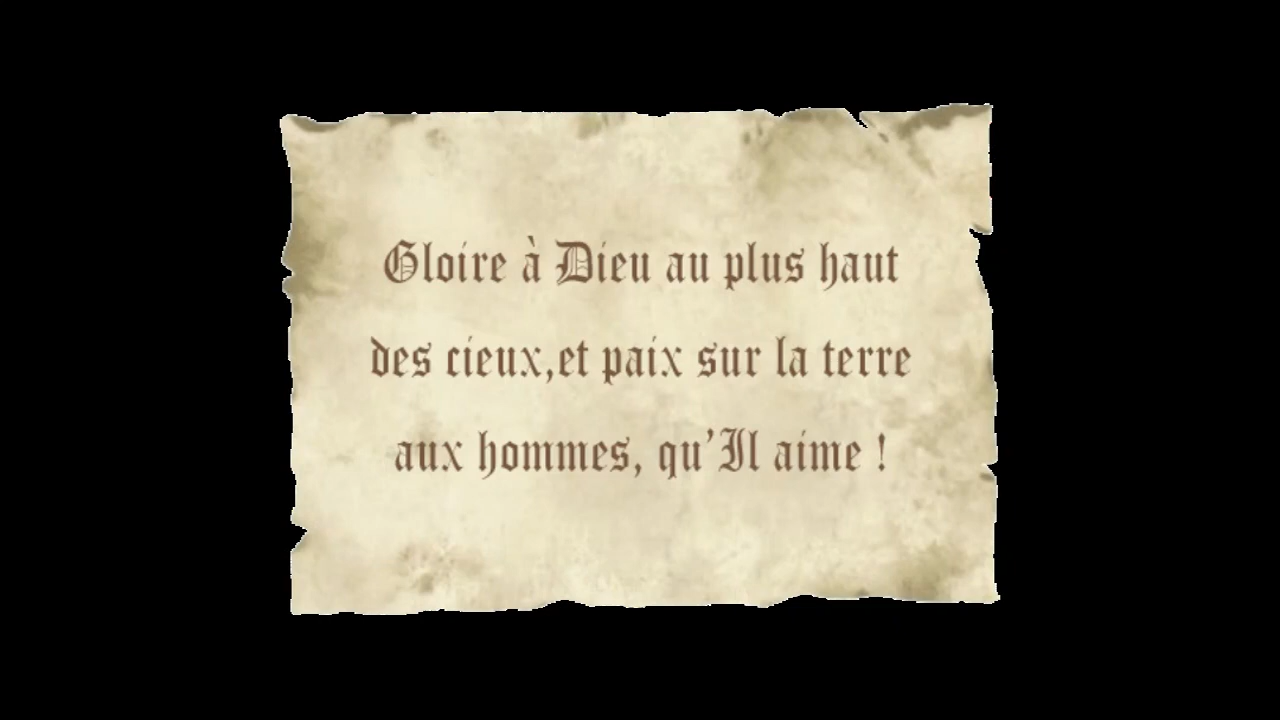 Gloire à Dieu au plus haut
des cieux,et paix sur la terre
aux hommes, qu'Il aime !